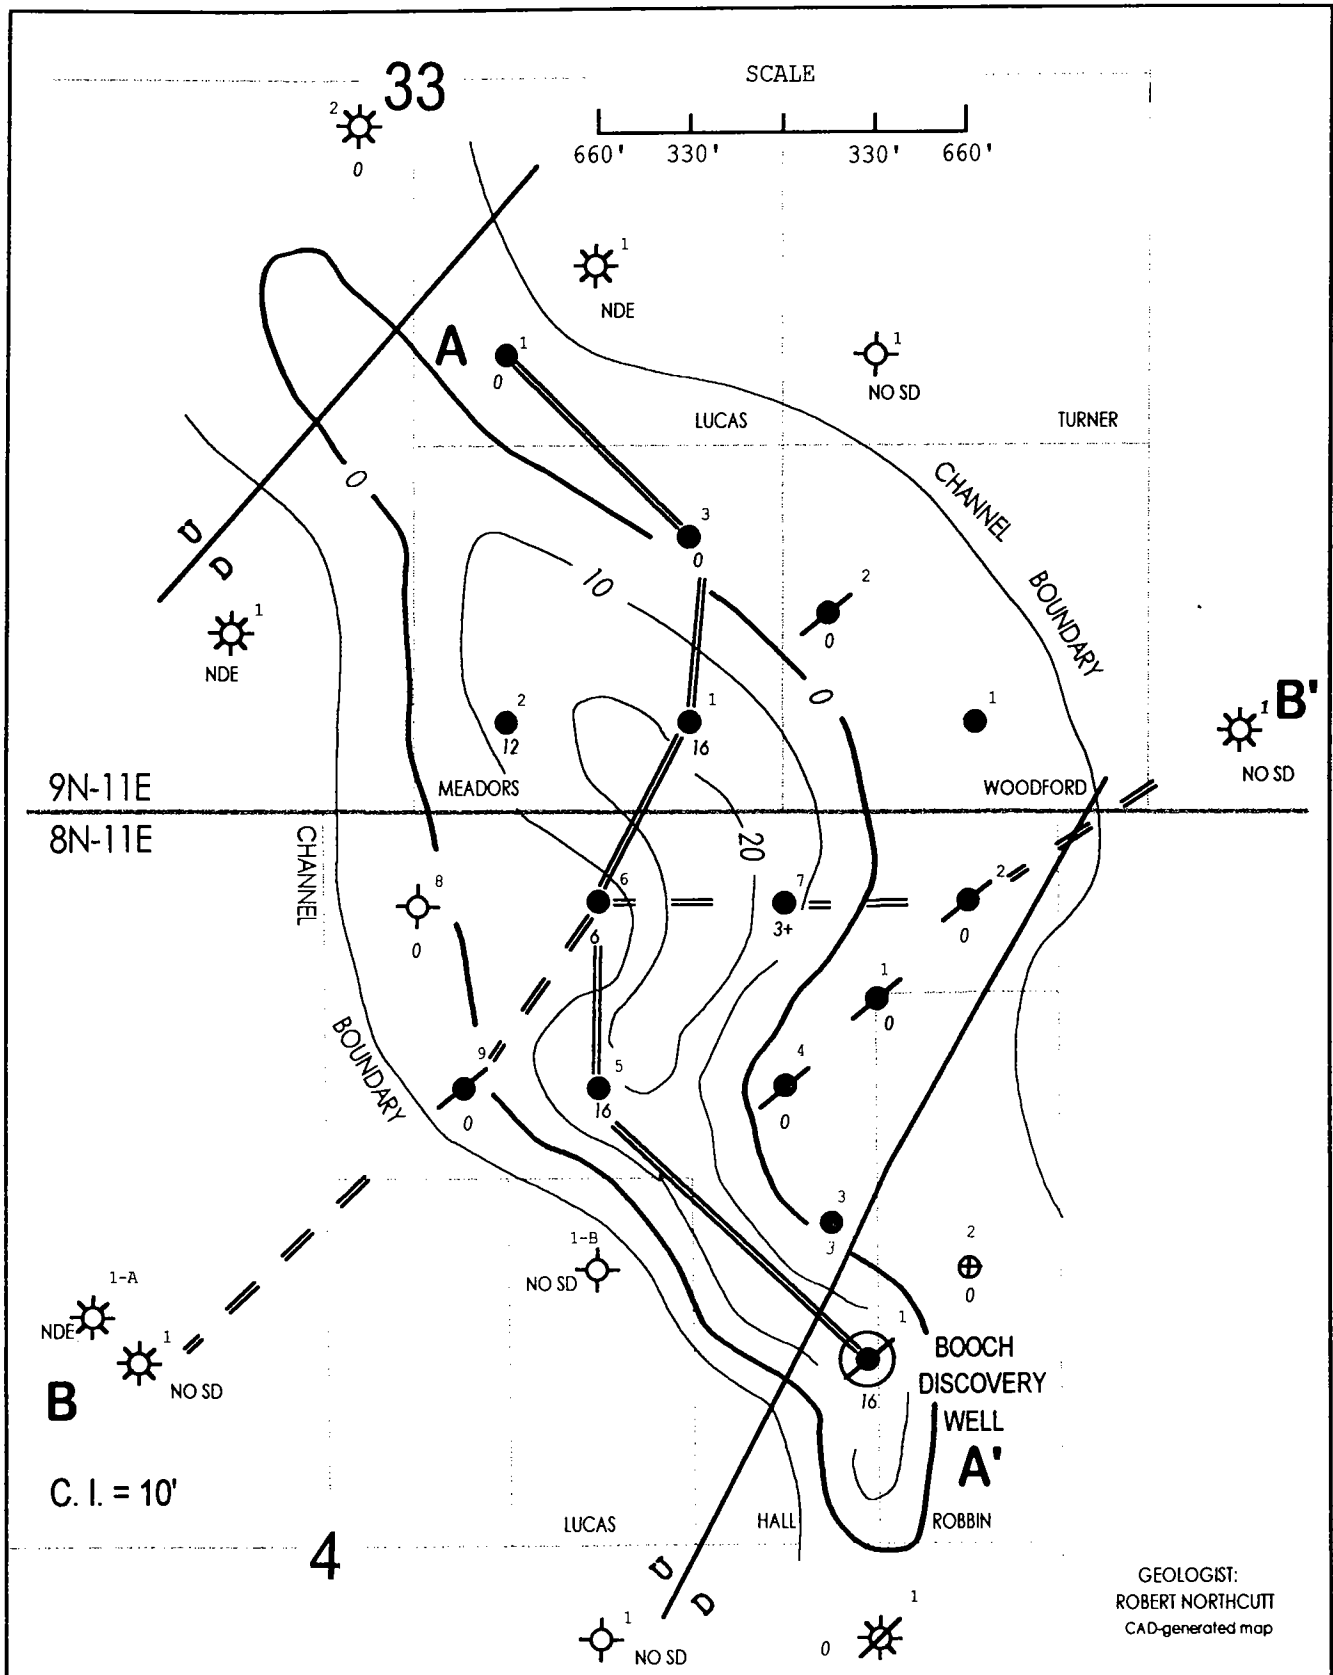 33
SCALE
660' 330' 330' 660'
2
0
1
NDE
A
1
0
1
NO SD
LUCAS
TURNER
0
CHANNEL
BOUNDARY
3
0
U
D
10
2
0
1
NDE
0
2
12
1
16
1
1
B'
NO SD
9N-11E
MEADORS
WOODFORD
8N-11E
CHANNEL
BOUNDARY
20
8
0
6
6
7
3+
2
0
1
0
9
0
5
16
4
0
3
3
2
0
1-B
NO SD
1-A
NDE
1
NO SD
B
1
16
BOOCH
DISCOVERY
WELL
A'
C. I. = 10'
LUCAS
HALL
ROBBIN
4
U
D
1
NO SD
1
0
GEOLOGIST:
ROBERT NORTHCUTT
CAD-generated map